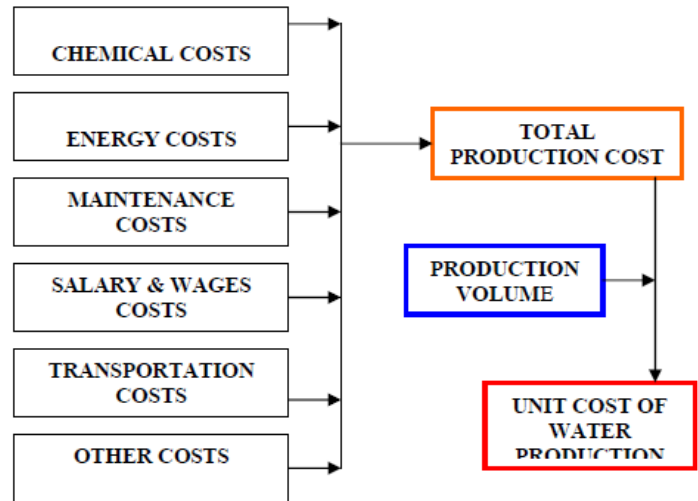 CHEMICAL COSTS
ENERGY COSTS
MAINTENANCE
COSTS
SALARY & WAGES
COSTS
TRANSPORTATION
COSTS
OTHER COSTS
TOTAL
PRODUCTION COST
PRODUCTION
VOLUME
UNIT COST OF
WATER
PRODUCTION